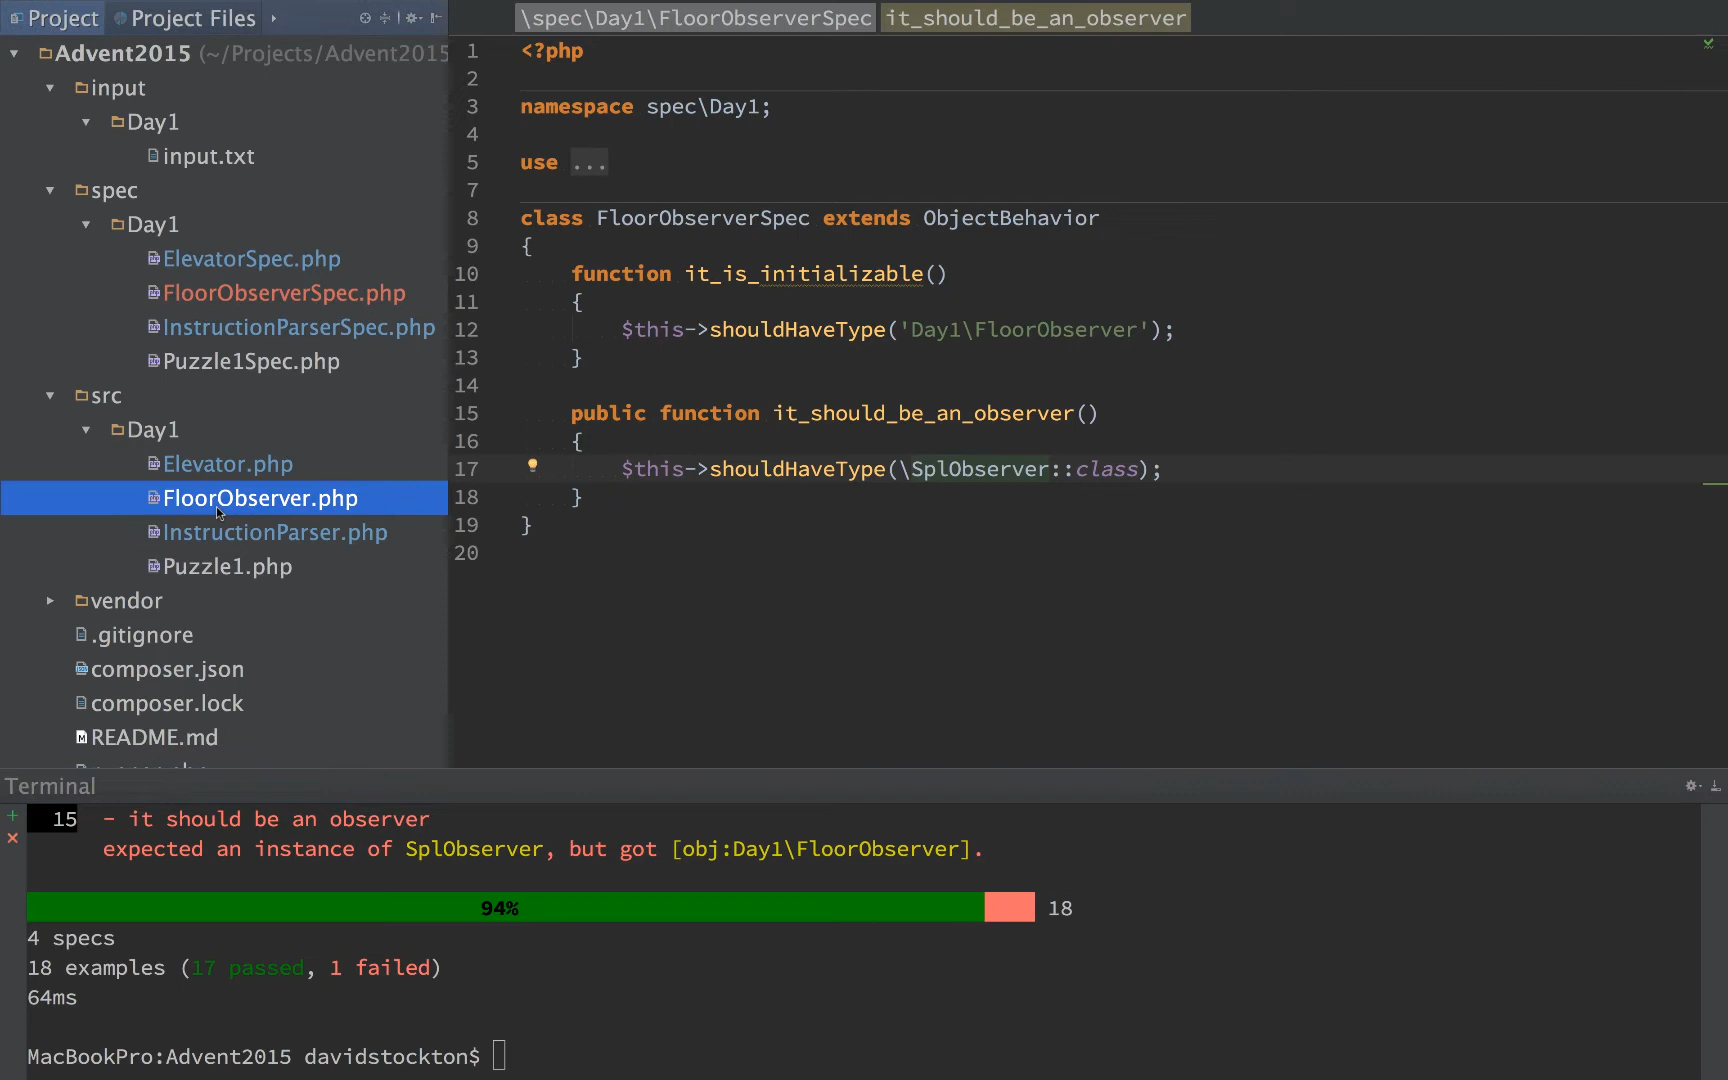 Project Project Files
\spec\Day1\FloorObserverSpec it_should_be_an_observer
Advent2015 (~/Projects/Advent2015
input
Day1
input.txt
spec
Day1
ElevatorSpec.php
FloorObserverSpec.php
InstructionParserSpec.php
Puzzle1Spec.php
src
Day1
Elevator.php
FloorObserver.php
InstructionParser.php
Puzzle1.php
vendor
.gitignore
composer.json
composer.lock
README.md
1 <?php
2
3 namespace spec\Day1;
4
5 use ...
7
8 class FloorObserverSpec extends ObjectBehavior
9 {
10 function it_is_initializable()
11 {
12 $this->shouldHaveType('Day1\FloorObserver');
13 }
14
15 public function it_should_be_an_observer()
16 {
17 $this->shouldHaveType(\SplObserver::class);
18 }
19 }
20
Terminal
15 - it should be an observer
expected an instance of SplObserver, but got [obj:Day1\FloorObserver].
94% 18
4 specs
18 examples (17 passed, 1 failed)
64ms
MacBookPro:Advent2015 davidstockton$